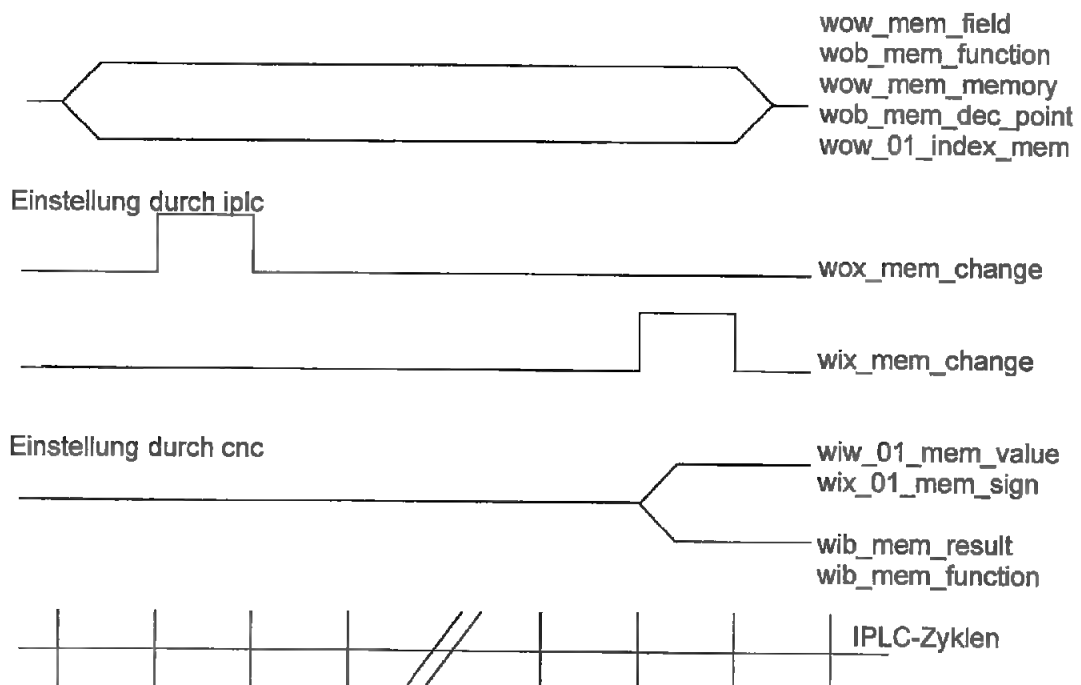 wow_mem_field
wob_mem_function
wow_mem_memory
wob_mem_dec_point
wow_01_index_mem
Einstellung durch iplc
wox_mem_change
wix_mem_change
Einstellung durch cnc
wiw_01_mem_value
wix_01_mem_sign
wib_mem_result
wib_mem_function
IPLC-Zyklen